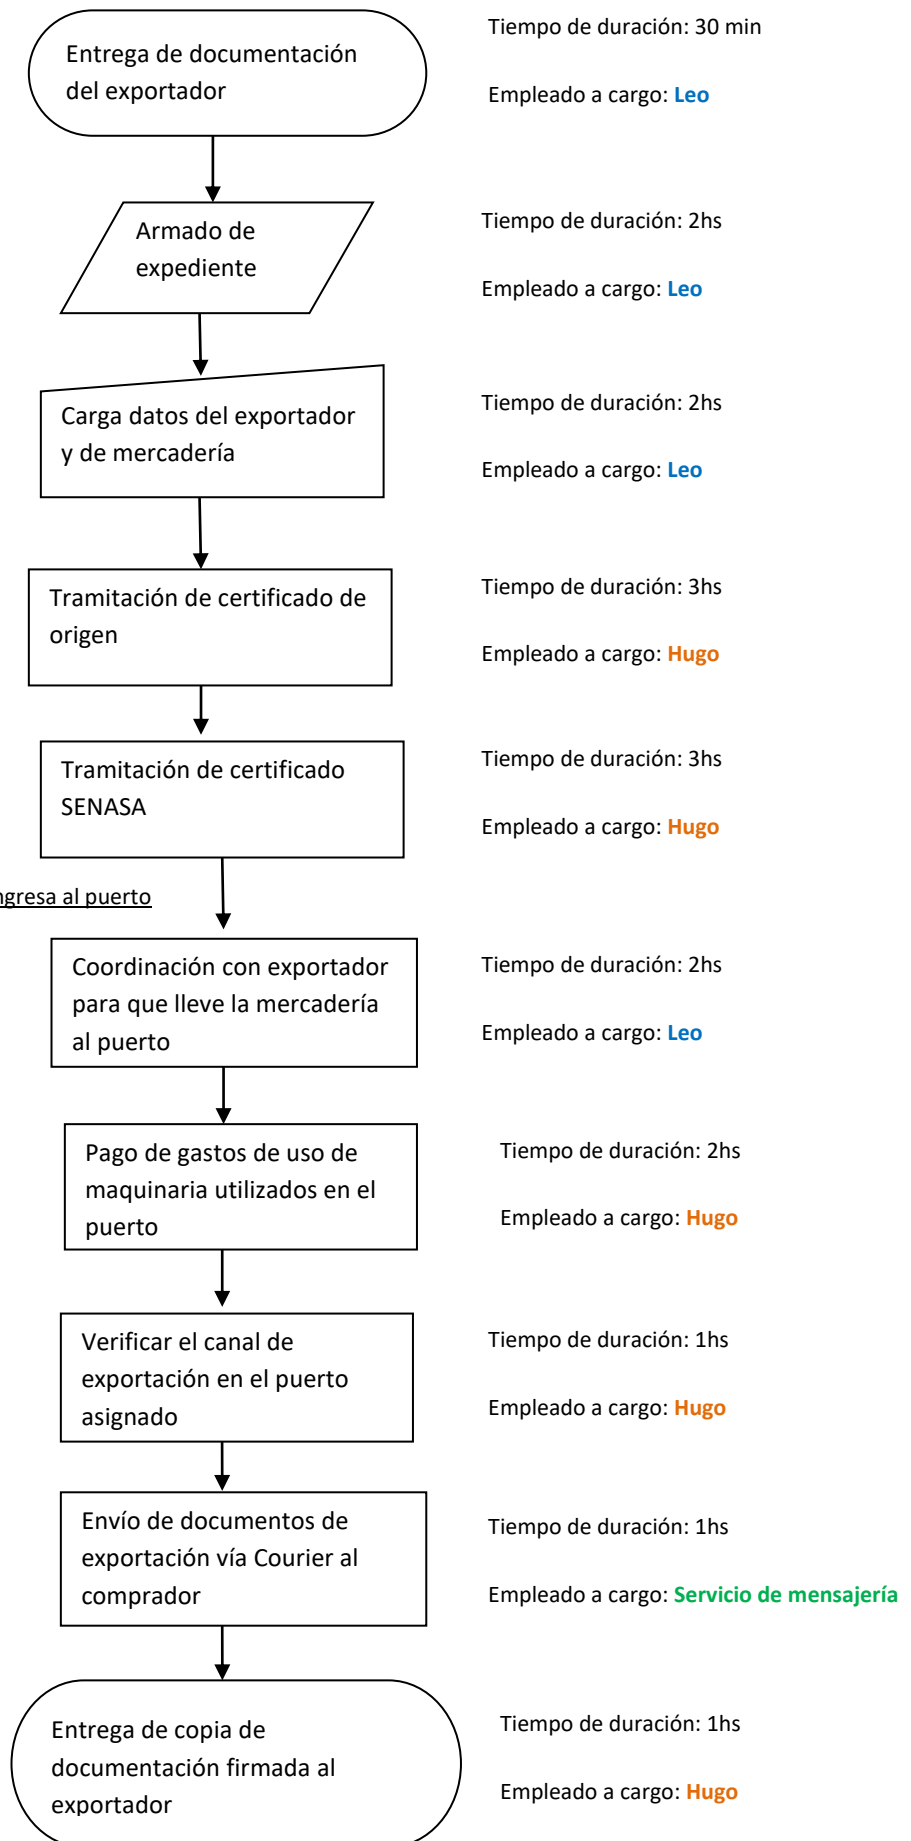 Entrega de documentación
del exportador
Tiempo de duración: 30 min
Empleado a cargo: Leo
Armado de
expediente
Tiempo de duración: 2hs
Empleado a cargo: Leo
Carga datos del exportador
y de mercadería
Tiempo de duración: 2hs
Empleado a cargo: Leo
Tramitación de certificado de
origen
Tiempo de duración: 3hs
Empleado a cargo: Hugo
Tramitación de certificado
SENASA
Tiempo de duración: 3hs
Empleado a cargo: Hugo
ngresa al puerto
Coordinación con exportador
para que lleve la mercadería
al puerto
Tiempo de duración: 2hs
Empleado a cargo: Leo
Pago de gastos de uso de
maquinaria utilizados en el
puerto
Tiempo de duración: 2hs
Empleado a cargo: Hugo
Verificar el canal de
exportación en el puerto
asignado
Tiempo de duración: 1hs
Empleado a cargo: Hugo
Envío de documentos de
exportación vía Courier al
comprador
Tiempo de duración: 1hs
Empleado a cargo: Servicio de mensajería
Entrega de copia de
documentación firmada al
exportador
Tiempo de duración: 1hs
Empleado a cargo: Hugo